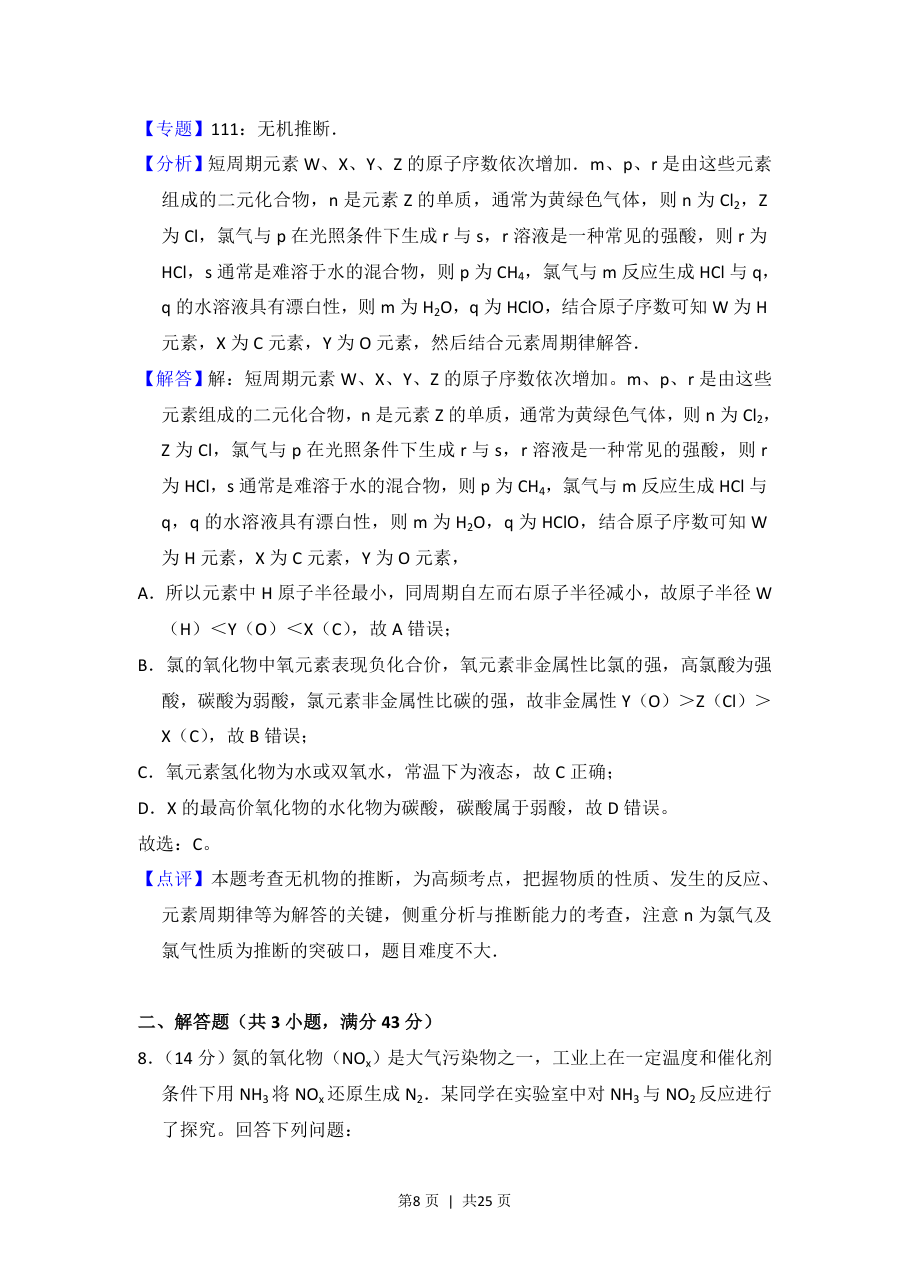 【专题】111：无机推断．
【分析】短周期元素 W、X、Y、Z 的原子序数依次增加．m、p、r 是由这些元素
组成的二元化合物，n 是元素 Z 的单质，通常为黄绿色气体，则 n 为 Cl₂，Z
为 Cl，氯气与 p 在光照条件下生成 r 与 s，r 溶液是一种常见的强酸，则 r 为
HCl，s 通常是难溶于水的混合物，则 p 为 CH₄，氯气与 m 反应生成 HCl 与 q，
q 的水溶液具有漂白性，则 m 为 H₂O，q 为 HClO，结合原子序数可知 W 为 H
元素，X 为 C 元素，Y 为 O 元素，然后结合元素周期律解答．
【解答】解：短周期元素 W、X、Y、Z 的原子序数依次增加。m、p、r 是由这些
元素组成的二元化合物，n 是元素 Z 的单质，通常为黄绿色气体，则 n 为 Cl₂，
Z 为 Cl，氯气与 p 在光照条件下生成 r 与 s，r 溶液是一种常见的强酸，则 r
为 HCl，s 通常是难溶于水的混合物，则 p 为 CH₄，氯气与 m 反应生成 HCl 与
q，q 的水溶液具有漂白性，则 m 为 H₂O，q 为 HClO，结合原子序数可知 W
为 H 元素，X 为 C 元素，Y 为 O 元素，
A．所以元素中 H 原子半径最小，同周期自左而右原子半径减小，故原子半径 W
（H）＜Y（O）＜X（C），故 A 错误；
B．氯的氧化物中氧元素表现负化合价，氧元素非金属性比氯的强，高氯酸为强
酸，碳酸为弱酸，氯元素非金属性比碳的强，故非金属性 Y（O）＞Z（Cl）＞
X（C），故 B 错误；
C．氧元素氢化物为水或双氧水，常温下为液态，故 C 正确；
D．X 的最高价氧化物的水化物为碳酸，碳酸属于弱酸，故 D 错误。
故选：C。
【点评】本题考查无机物的推断，为高频考点，把握物质的性质、发生的反应、
元素周期律等为解答的关键，侧重分析与推断能力的考查，注意 n 为氯气及
氯气性质为推断的突破口，题目难度不大．
二、解答题（共 3 小题，满分 43 分）
8．（14 分）氮的氧化物（NOₓ）是大气污染物之一，工业上在一定温度和催化剂
条件下用 NH₃将 NOₓ还原生成 N₂．某同学在实验室中对 NH₃与 NO₂反应进行
了探究。回答下列问题：
第8 页 | 共25 页